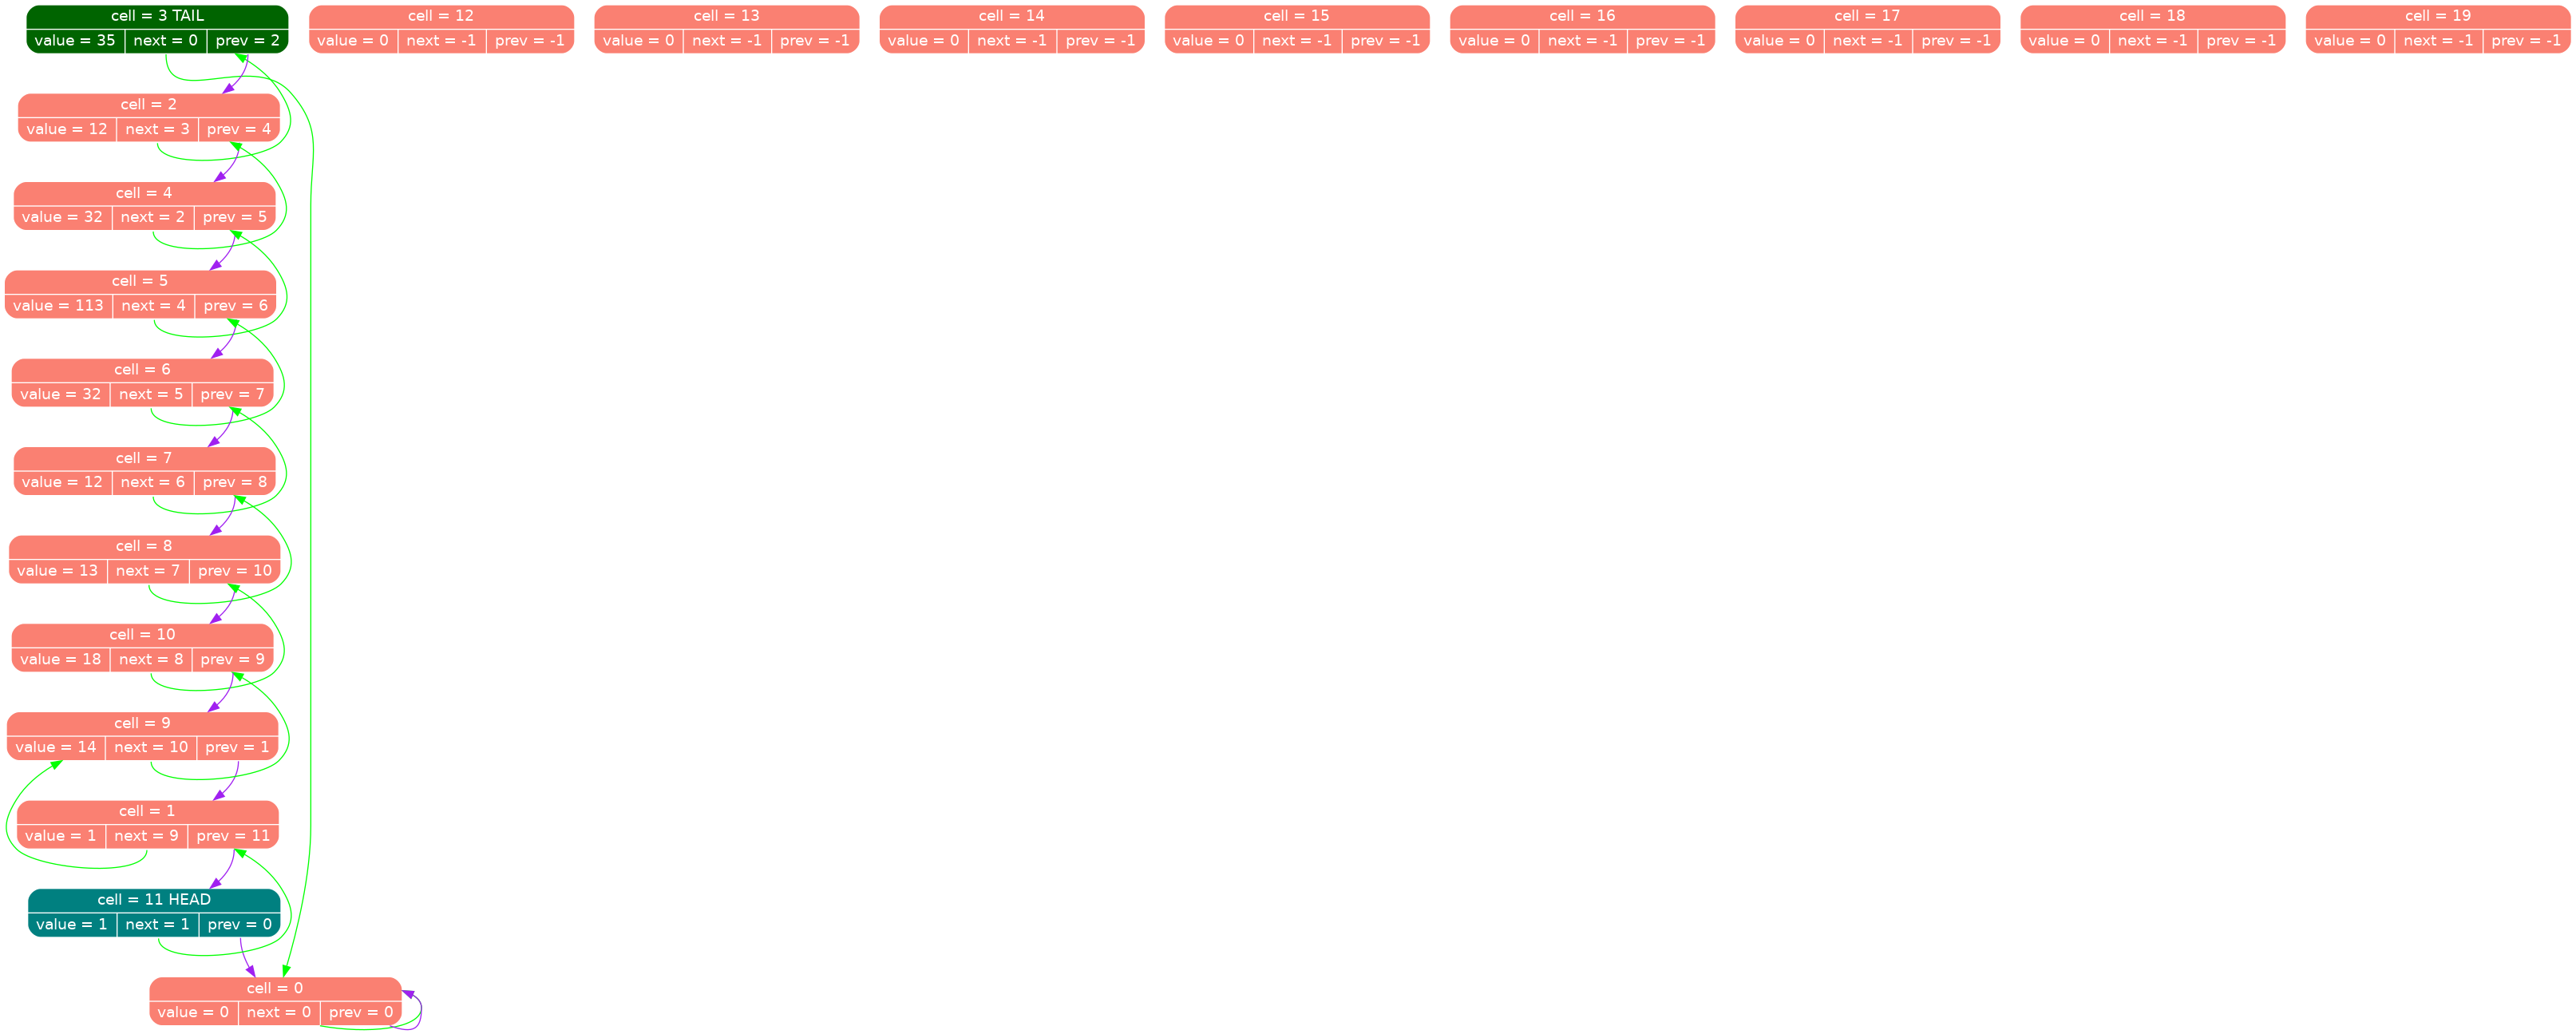 cell = 3 TAIL
value = 35 next = 0 prev = 2
cell = 12
value = 0 next = -1 prev = -1
cell = 13
value = 0 next = -1 prev = -1
cell = 14
value = 0 next = -1 prev = -1
cell = 15
value = 0 next = -1 prev = -1
cell = 16
value = 0 next = -1 prev = -1
cell = 17
value = 0 next = -1 prev = -1
cell = 18
value = 0 next = -1 prev = -1
cell = 19
value = 0 next = -1 prev = -1
cell = 2
value = 12 next = 3 prev = 4
cell = 4
value = 32 next = 2 prev = 5
cell = 5
value = 113 next = 4 prev = 6
cell = 6
value = 32 next = 5 prev = 7
cell = 7
value = 12 next = 6 prev = 8
cell = 8
value = 13 next = 7 prev = 10
cell = 10
value = 18 next = 8 prev = 9
cell = 9
value = 14 next = 10 prev = 1
cell = 1
value = 1 next = 9 prev = 11
cell = 11 HEAD
value = 1 next = 1 prev = 0
cell = 0
value = 0 next = 0 prev = 0